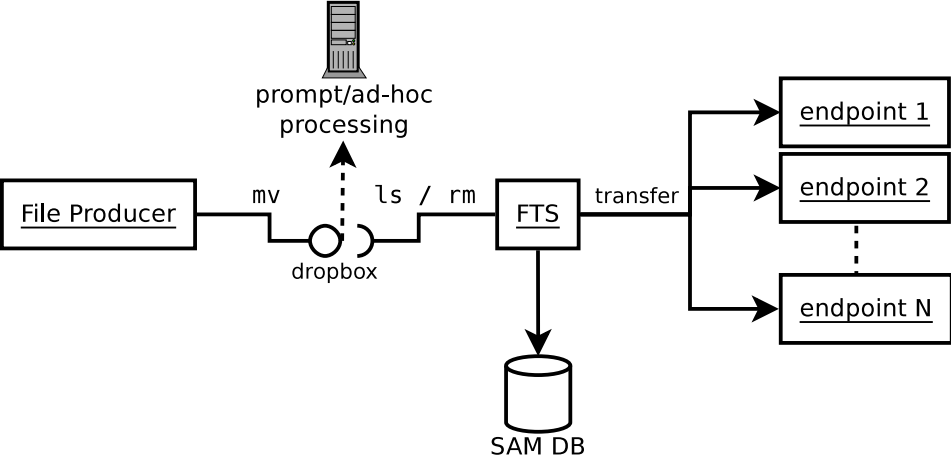 prompt/ad-hoc
processing
endpoint 1
File Producer
mv
ls / rm
FTS
transfer
endpoint 2
dropbox
endpoint N
SAM DB